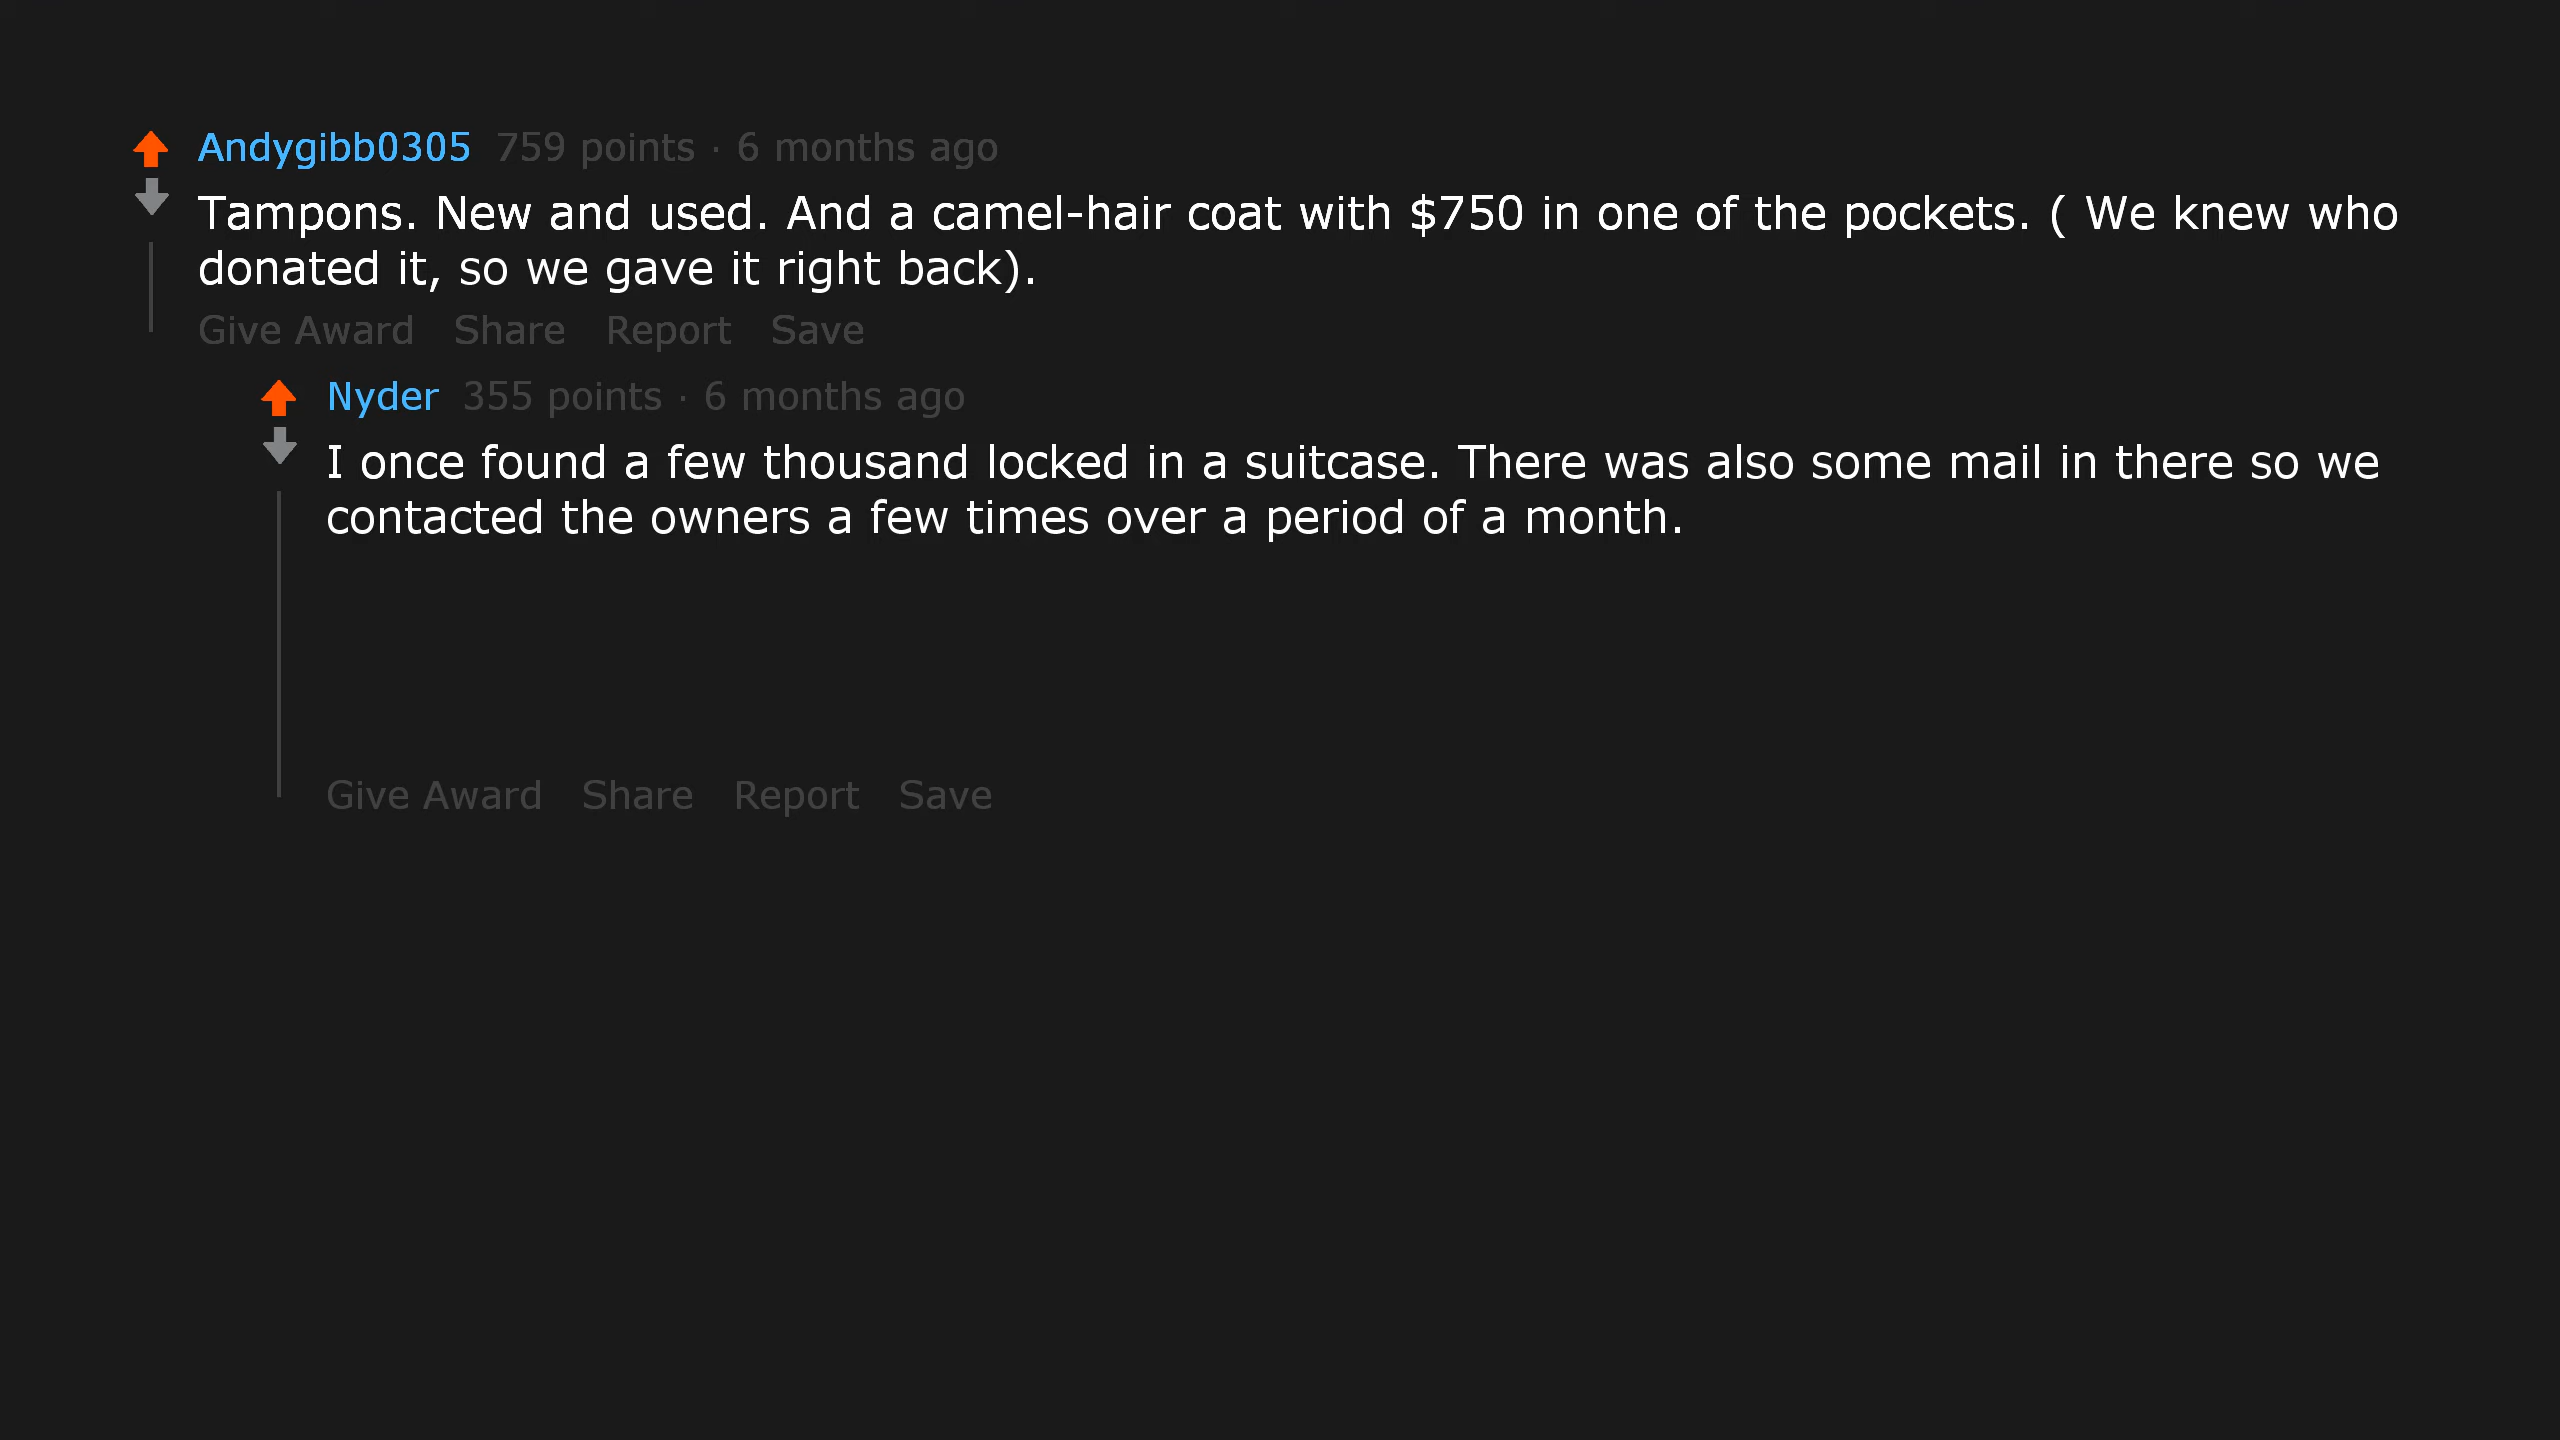 Andygibb0305 759 points · 6 months ago
Tampons. New and used. And a camel-hair coat with $750 in one of the pockets. ( We knew who
donated it, so we gave it right back).
Give Award Share Report Save
Nyder 355 points · 6 months ago
I once found a few thousand locked in a suitcase. There was also some mail in there so we
contacted the owners a few times over a period of a month.
Give Award Share Report Save